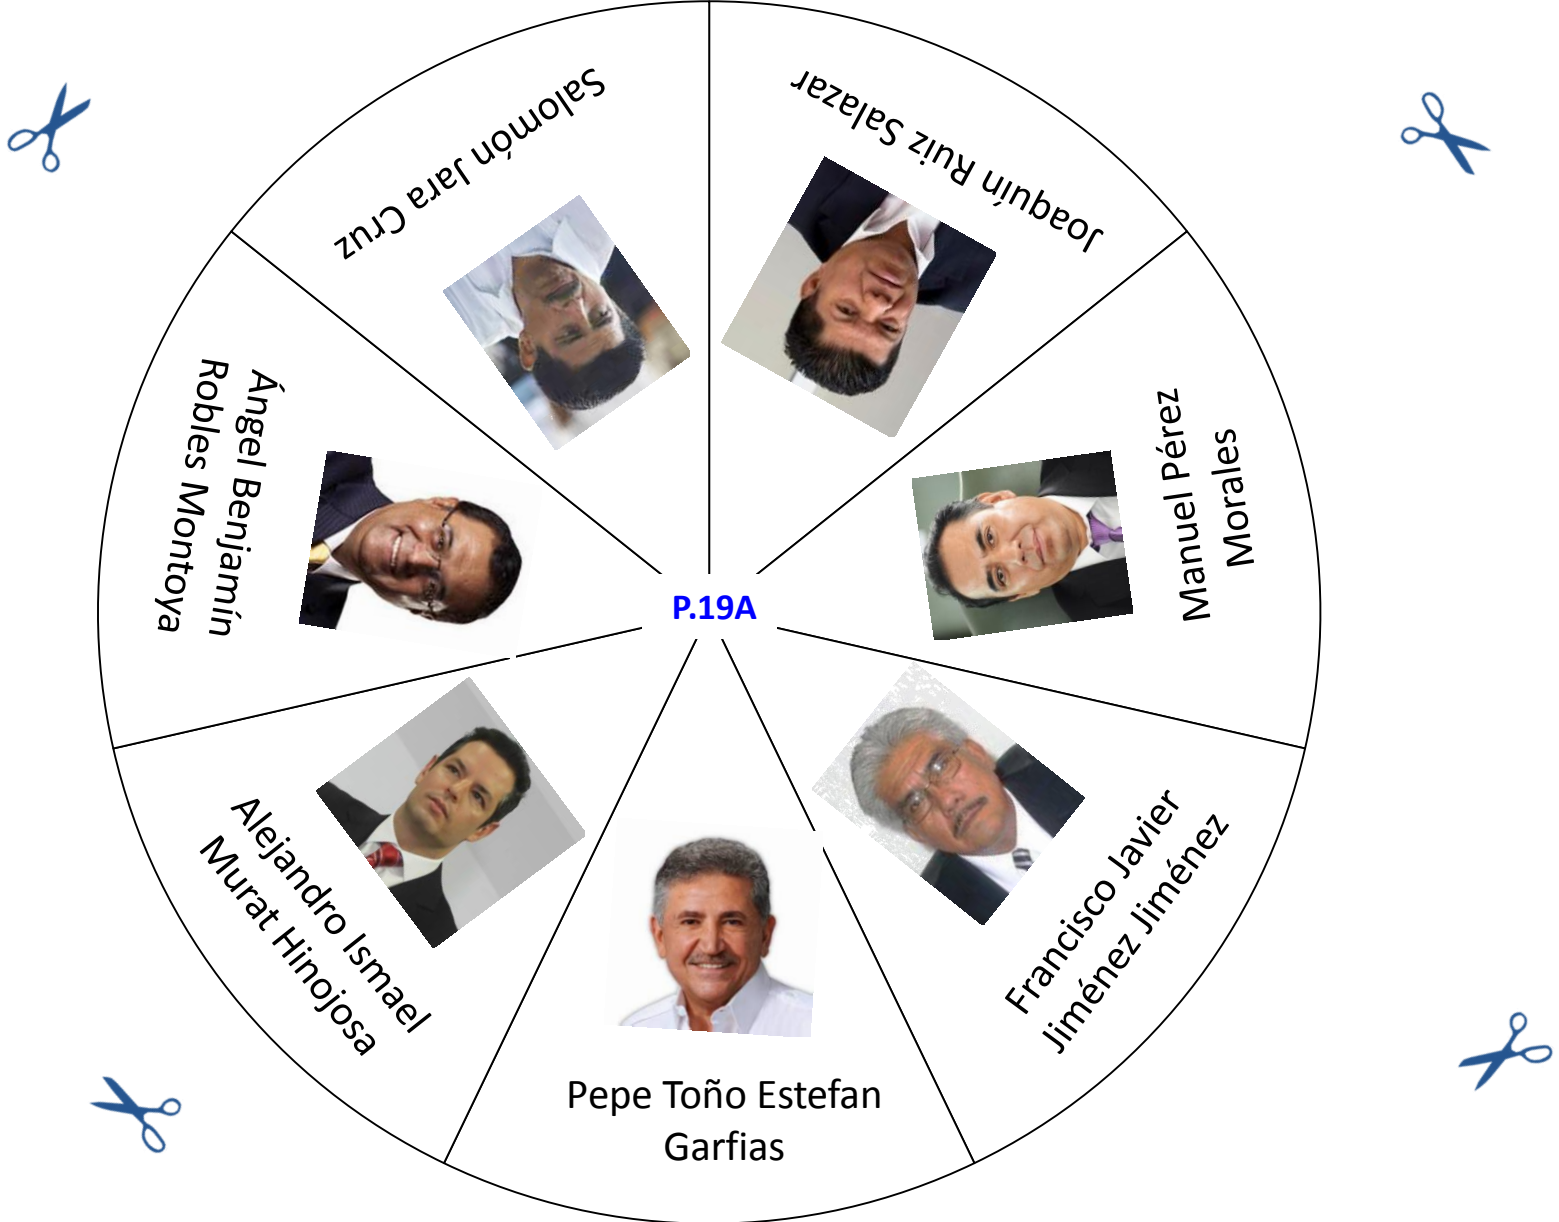 Salomón Jara Cruz
Joaquín Ruiz Salazar
Manuel Pérez
Morales
Francisco Javier
Jiménez Jiménez
Pepe Toño Estefan
Garfias
Alejandro Ismael
Murat Hinojosa
Ángel Benjamín
Robles Montoya
P.19A